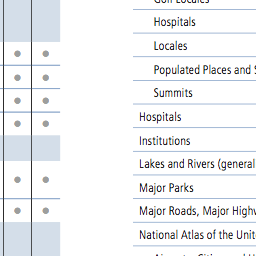 Golf Locales
Hospitals
Locales
Populated Places and
Summits
Hospitals
Institutions
Lakes and Rivers (general
Major Parks
Major Roads, Major Highw
National Atlas of the Unit